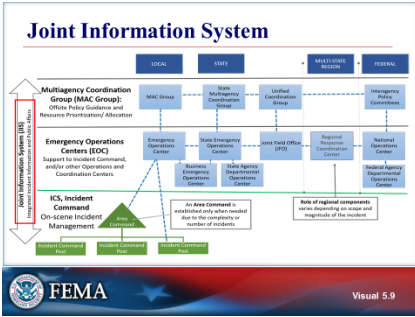 Joint Information System
LOCAL
STATE
MULTI-STATE
REGION
FEDERAL
Multiagency Coordination
Group (MAC Group):
Offsite Policy Guidance and
Resource Prioritization/ Allocation
MAC Group
State
Multiagency
Coordination
Group
Unified
Coordination
Group
Interagency
Policy
Committees
Joint Information System (JIS)
Integrated Incident Information and Public Affairs
Emergency Operations
Centers (EOC)
Support to Incident Command,
and/or other Operations and
Coordination Centers
Emergency
Operations
Center
State Emergency
Operations
Center
Joint Field Office
(JFO)
Regional
Response
Coordination
Center
National
Operations
Center
Business
Emergency
Operations
Center
State Agency
Departmental
Operations
Center
Federal Agency
Departmental
Operations
Center
ICS, Incident
Command
On-scene Incident
Management
Area
Command
An Area Command is
established only when needed
due to the complexity or
number of incidents
Role of regional components
varies depending on scope and
magnitude of the incident
Incident Command
Post
Incident Command
Post
Incident Command
Post
FEMA
Visual 5.9